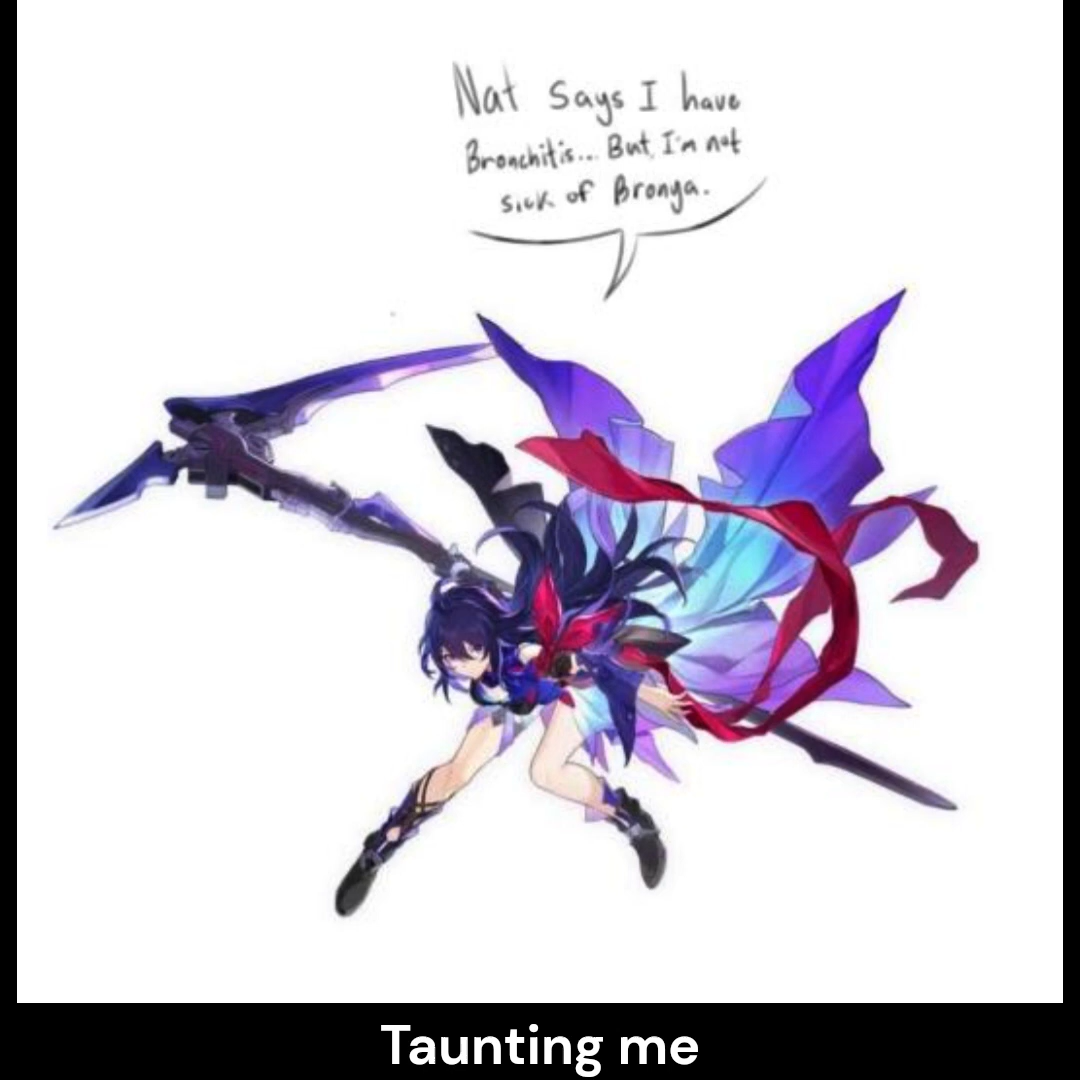 Nat says I have
Bronchitis... But, I'm not
sick of Bronya.
Taunting me